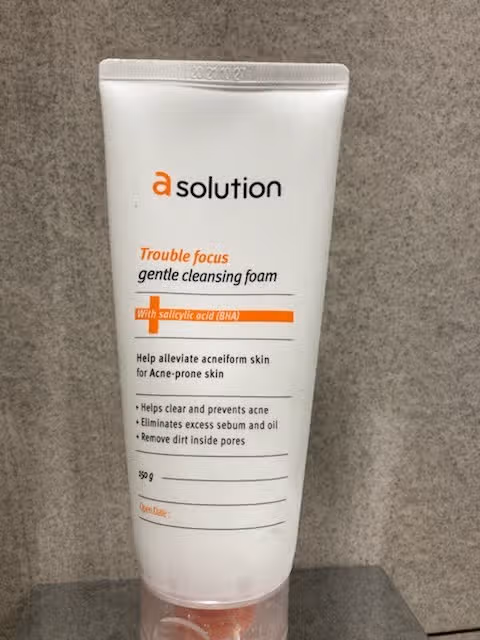 a solution
Trouble focus
gentle cleansing foam
With salicylic acid (BHA)
Help alleviate acneiform skin
for Acne-prone skin
• Helps clear and prevents acne
• Eliminates excess sebum and oil
• Remove dirt inside pores
150 g
Open Date :